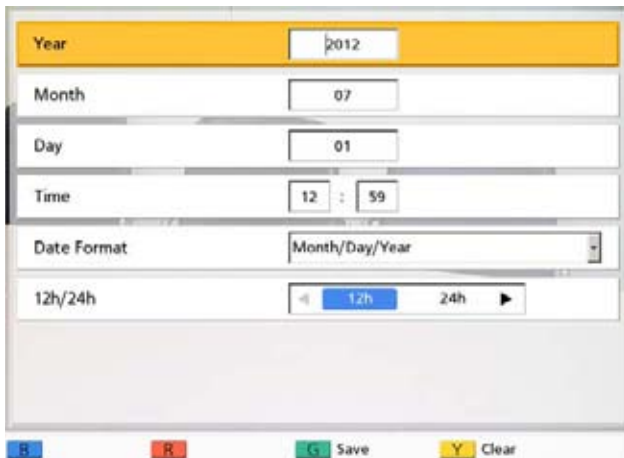 Year 2012
Month 07
Day 01
Time 12 : 59
Date Format Month/Day/Year
12h/24h 12h 24h
B R G Save Y Clear